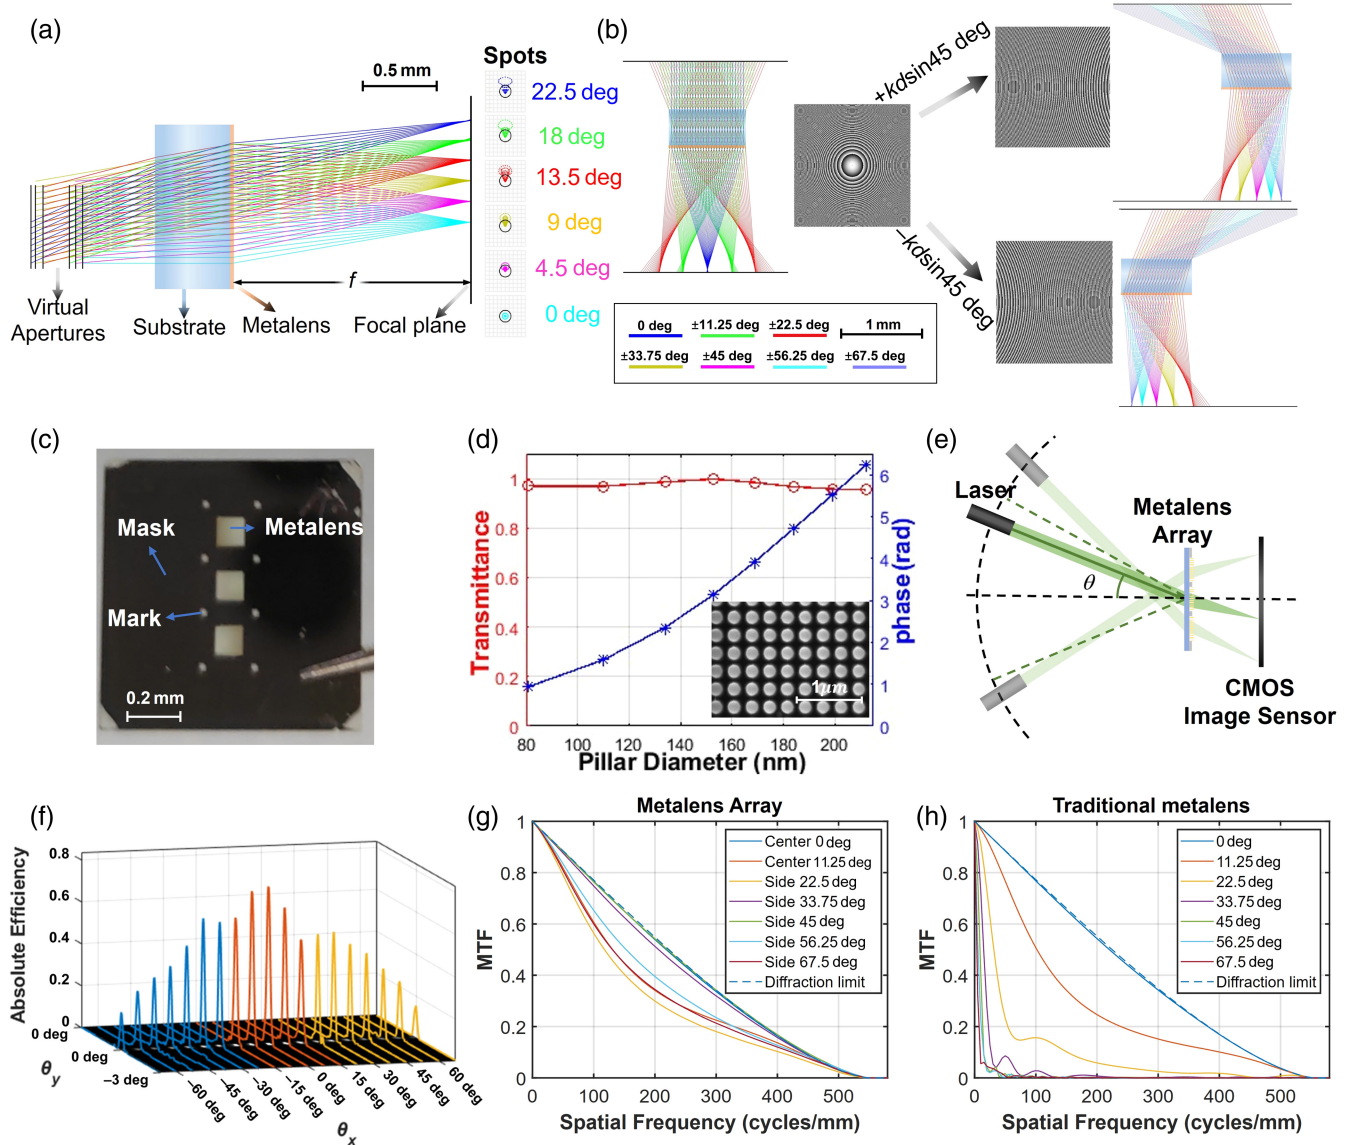 (a)
0.5 mm
Spots
22.5 deg
18 deg
13.5 deg
9 deg
4.5 deg
0 deg
f
Virtual
Apertures
Substrate
Metalens
Focal plane
(b)
+kdsin45 deg
−kdsin45 deg
0 deg
±11.25 deg
±22.5 deg
1 mm
±33.75 deg
±45 deg
±56.25 deg
±67.5 deg
(c)
Mask
Metalens
Mark
0.2 mm
(d)
Transmittance
1
0.8
0.6
0.4
0.2
0
phase(rad)
6
5
4
3
2
1
0
1μm
80
100
120
140
160
180
200
Pillar Diameter (nm)
(e)
Laser
θ
Metalens
Array
CMOS
Image Sensor
(f)
Absolute Efficiency
0.8
0.6
0.4
0.2
0
0 deg
0 deg
−3 deg
θy
−60 deg
−45 deg
−30 deg
−15 deg
0 deg
15 deg
30 deg
45 deg
60 deg
θx
(g)
Metalens Array
MTF
1
0.8
0.6
0.4
0.2
0
Center 0 deg
Center 11.25 deg
Side 22.5 deg
Side 33.75 deg
Side 45 deg
Side 56.25 deg
Side 67.5 deg
Diffraction limit
0
100
200
300
400
500
Spatial Frequency (cycles/mm)
(h)
Traditional metalens
MTF
1
0.8
0.6
0.4
0.2
0
0 deg
11.25 deg
22.5 deg
33.75 deg
45 deg
56.25 deg
67.5 deg
Diffraction limit
0
100
200
300
400
500
Spatial Frequency (cycles/mm)